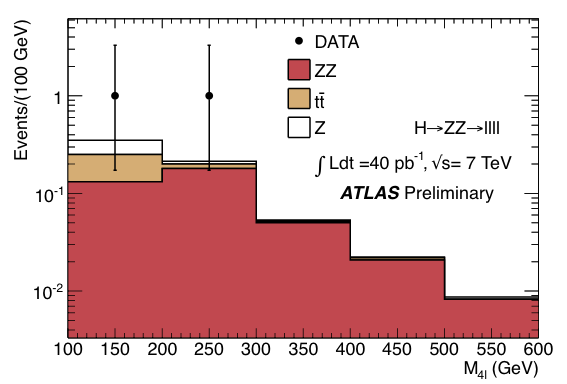 Events/(100 GeV)
1
10-1
10-2
DATA
ZZ
tt̄
Z
H→ZZ→llll
∫ Ldt =40 pb-1, √s= 7 TeV
ATLAS Preliminary
100 150 200 250 300 350 400 450 500 550 600
M4l (GeV)